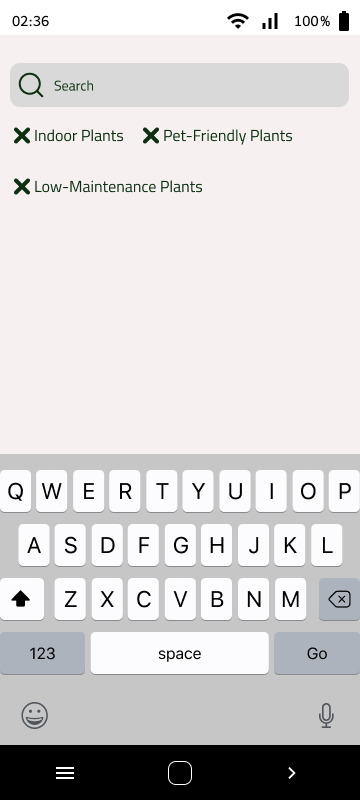 02:36 100%
Search
Indoor Plants Pet-Friendly Plants
Low-Maintenance Plants
Q W E R T Y U I O P
A S D F G H J K L
Z X C V B N M
123 space Go